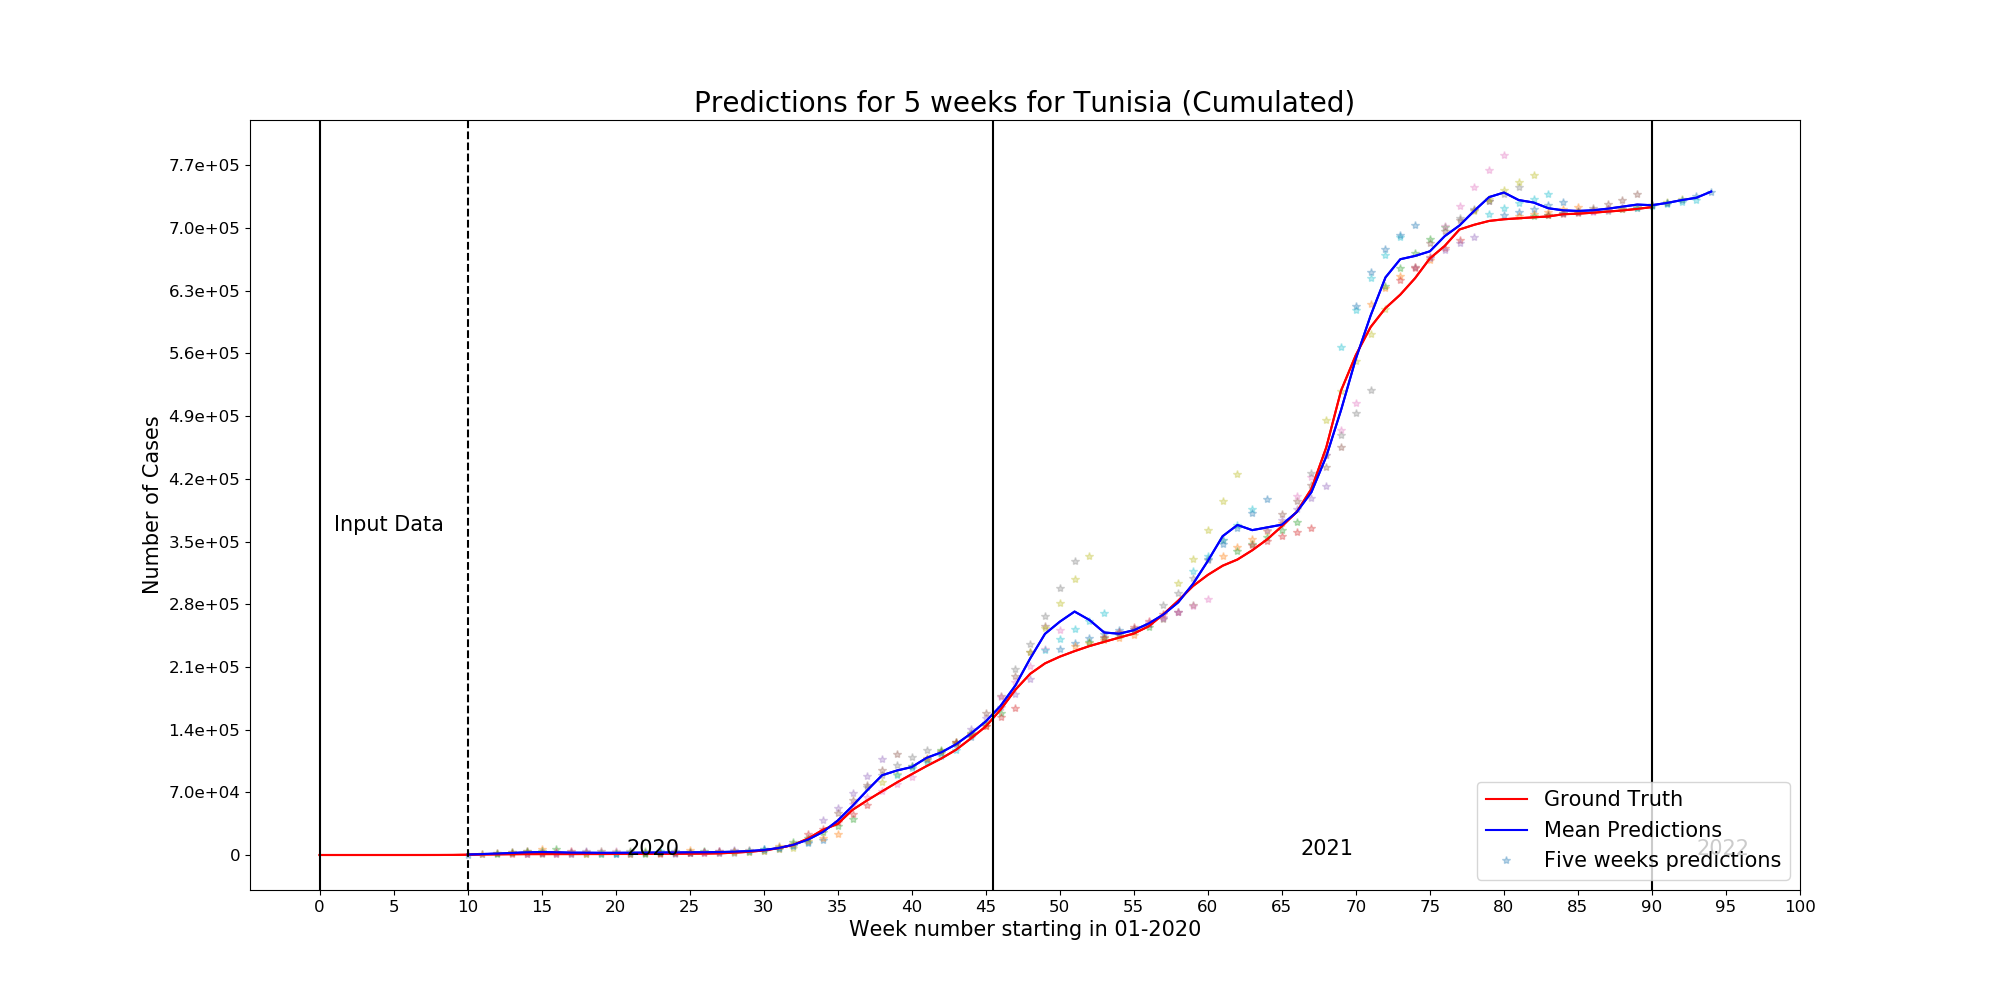 Predictions for 5 weeks for Tunisia (Cumulated)
7.7e+05
7.0e+05
6.3e+05
5.6e+05
4.9e+05
4.2e+05
3.5e+05
2.8e+05
2.1e+05
1.4e+05
7.0e+04
0
Number of Cases
Input Data
2020
2021
2022
Ground Truth
Mean Predictions
Five weeks predictions
0 5 10 15 20 25 30 35 40 45 50 55 60 65 70 75 80 85 90 95 100
Week number starting in 01-2020